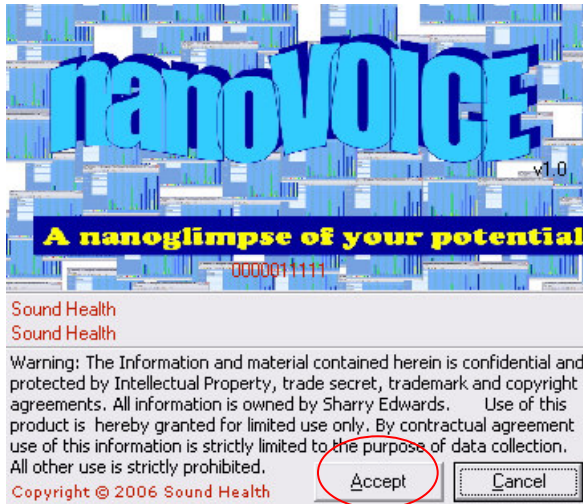 nanoVOICE
v1.0
A nanoglimpse of your potential
0000011111
Sound Health
Sound Health
Warning: The Information and material contained herein is confidential and
protected by Intellectual Property, trade secret, trademark and copyright
agreements. All information is owned by Sharry Edwards. Use of this
product is hereby granted for limited use only. By contractual agreement
use of this information is strictly limited to the purpose of data collection.
All other use is strictly prohibited.
Copyright © 2006 Sound Health
Accept
Cancel